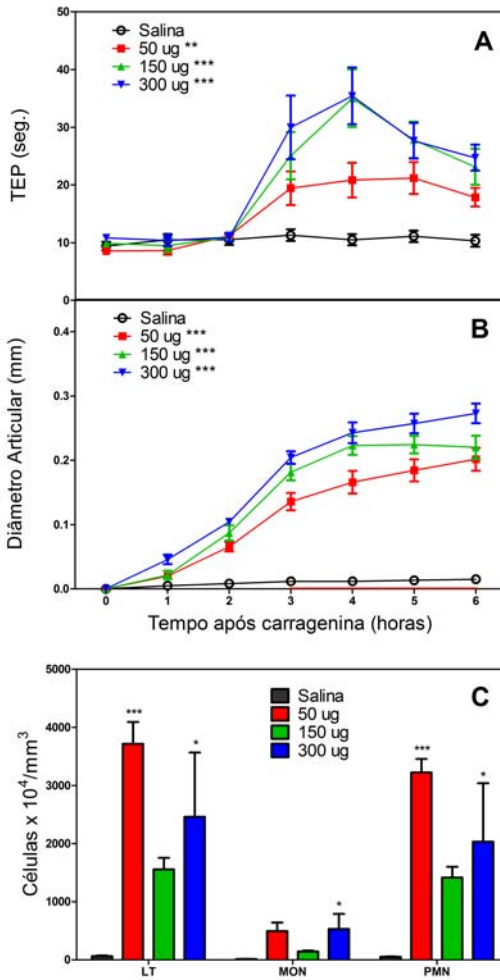 A
Salina
50 ug **
150 ug ***
300 ug ***
TEP (seg.)
50
40
30
20
10
0
B
Salina
50 ug ***
150 ug ***
300 ug ***
Diâmetro Articular (mm)
0.4
0.3
0.2
0.1
0.0
0 1 2 3 4 5 6
Tempo após carragenina (horas)
C
Salina
50 ug
150 ug
300 ug
Células x 10⁴/mm³
5000
4000
3000
2000
1000
0
*** * * *** *
LT MON PMN